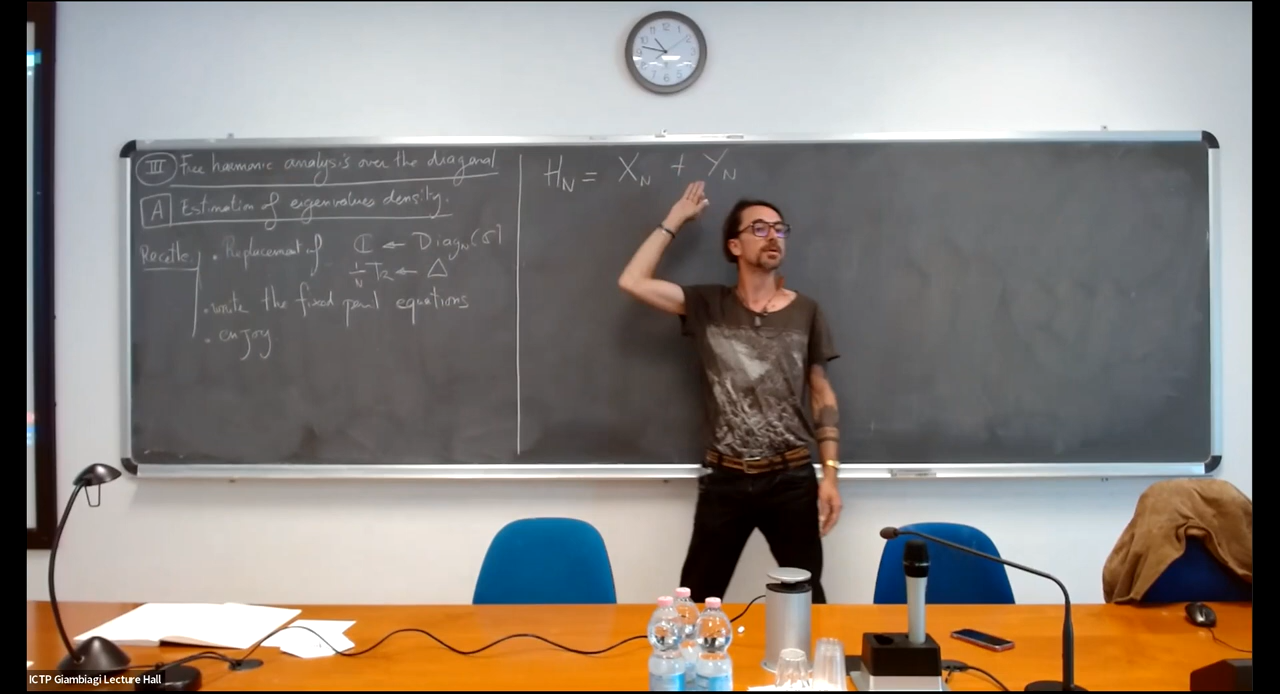 III Free harmonic analysis over the diagonal
A Estimation of eigenvalues density.
Recette • Replacement of ℂ ← Diag_N(ℂ)
1/N Tr ← Δ
• write the fixed point equations
• enjoy
H_N = X_N + Y_N
ICTP Giambiagi Lecture Hall